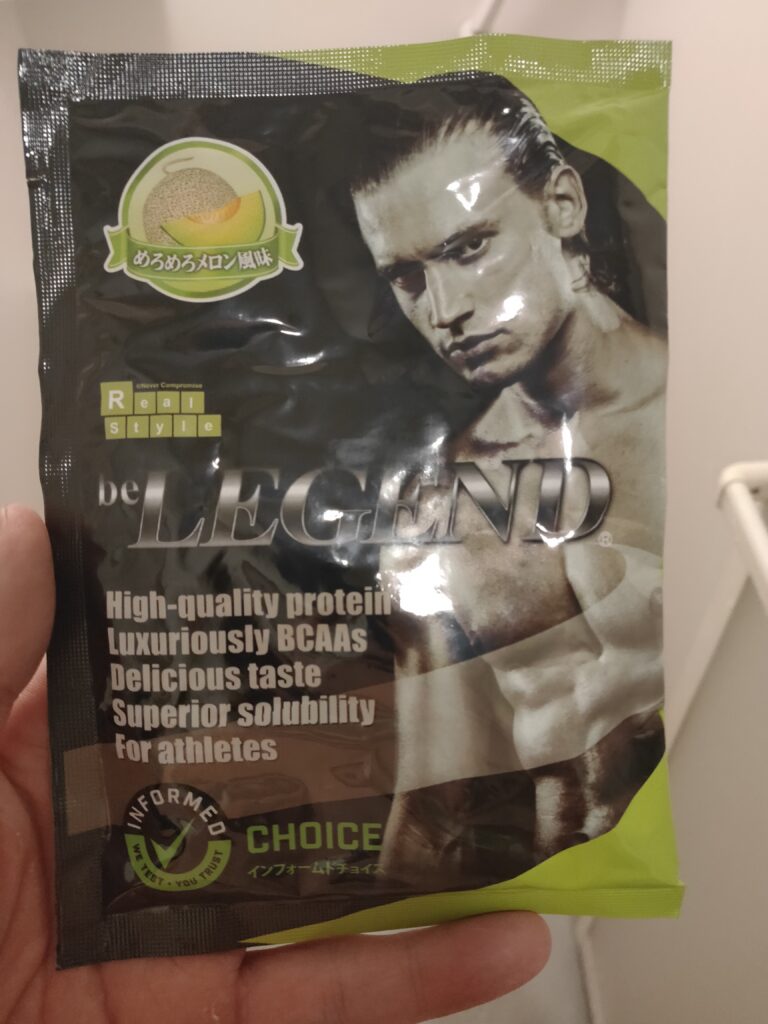 めろめろメロン風味
©Never Compromise
Real
Style
be LEGEND®
High-quality protein
Luxuriously BCAAs
Delicious taste
Superior solubility
For athletes
INFORMED
WE TEST • YOU TRUST
CHOICE
インフォームドチョイス